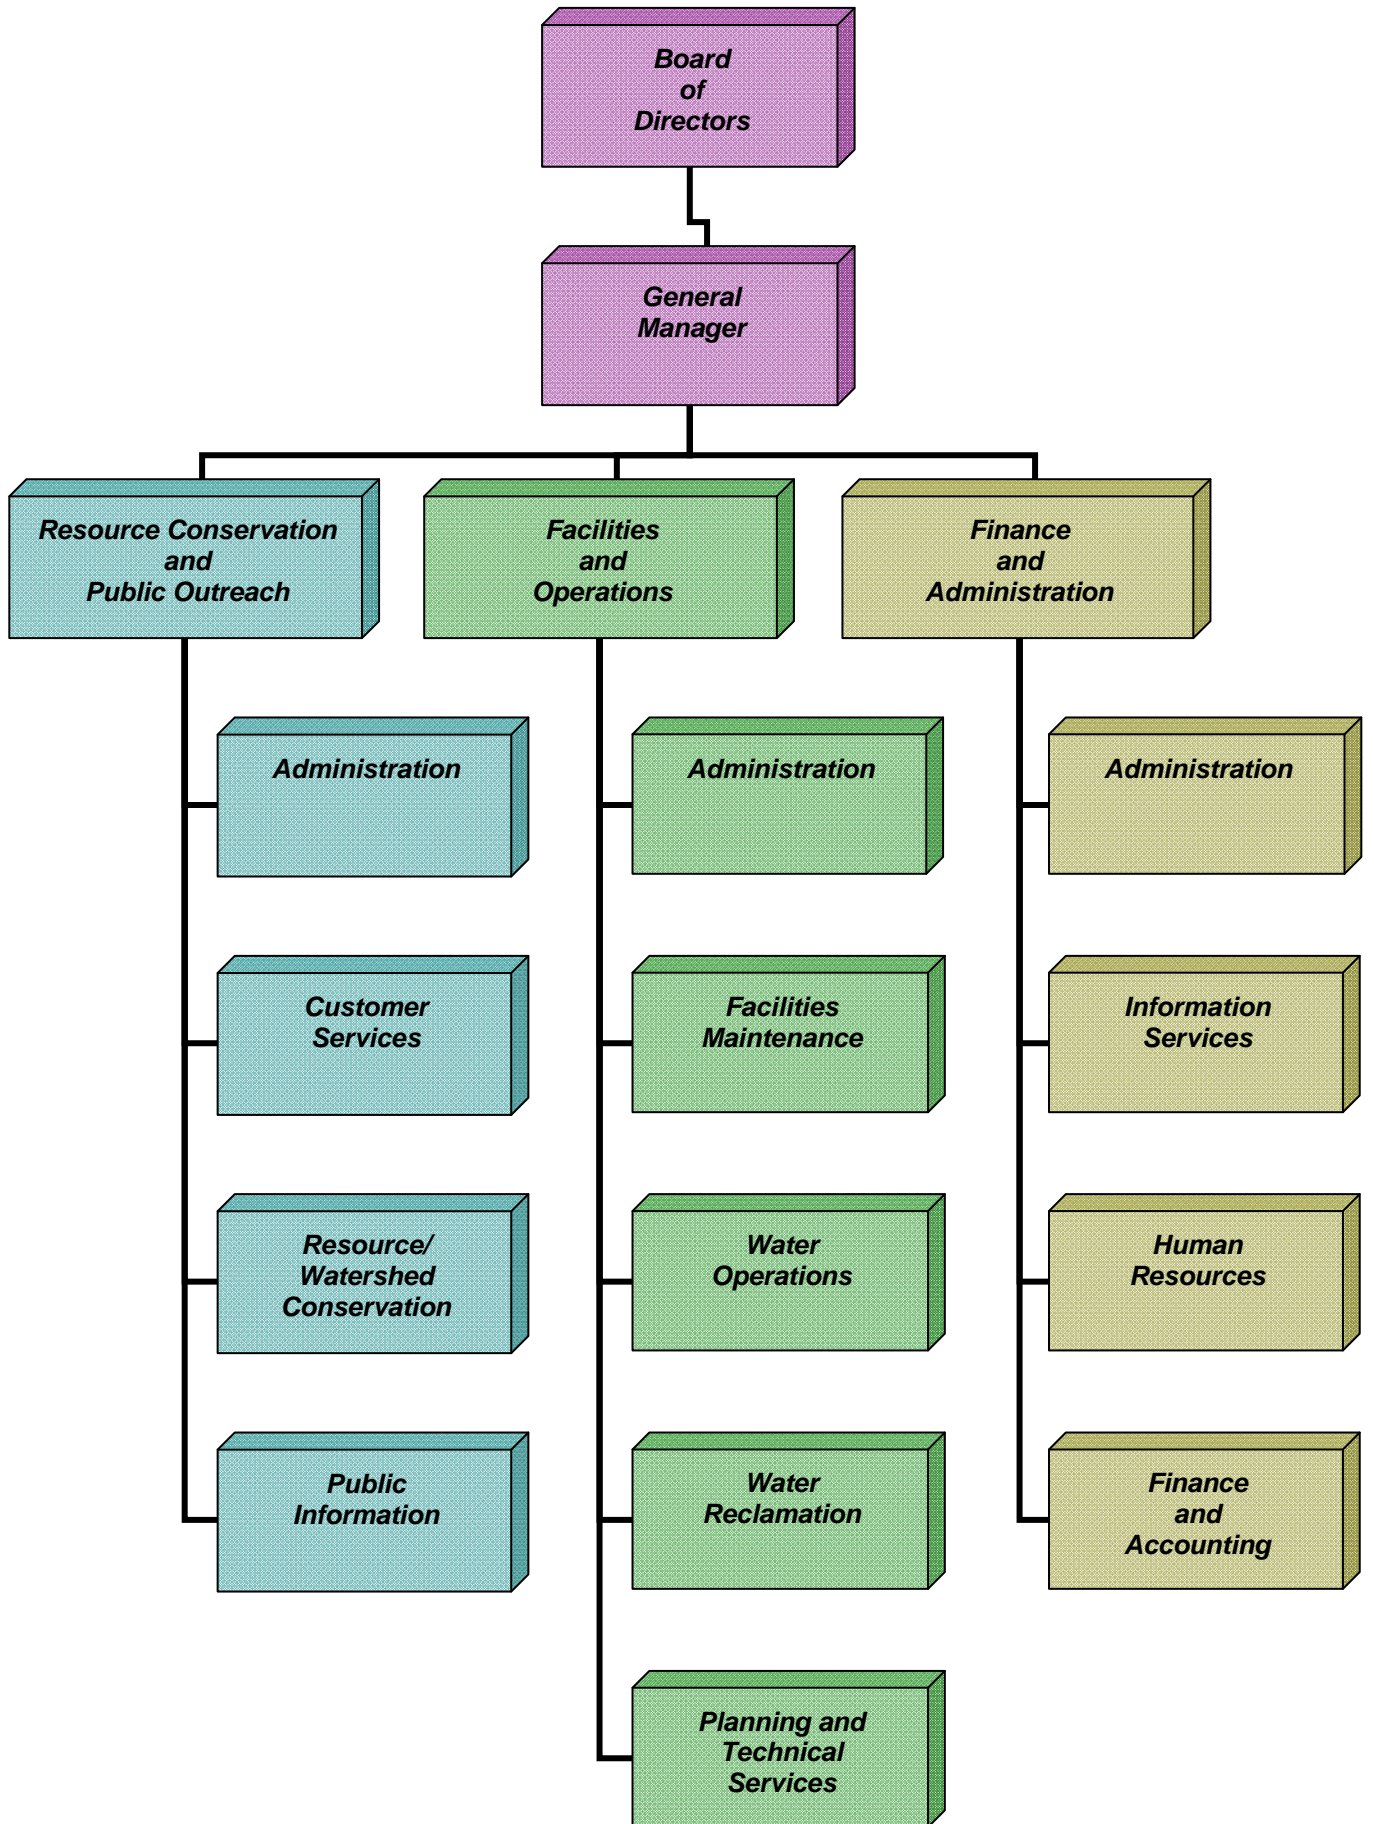 Board
of
Directors
General
Manager
Resource Conservation
and
Public Outreach
Facilities
and
Operations
Finance
and
Administration
Administration
Customer
Services
Resource/
Watershed
Conservation
Public
Information
Administration
Facilities
Maintenance
Water
Operations
Water
Reclamation
Planning and
Technical
Services
Administration
Information
Services
Human
Resources
Finance
and
Accounting